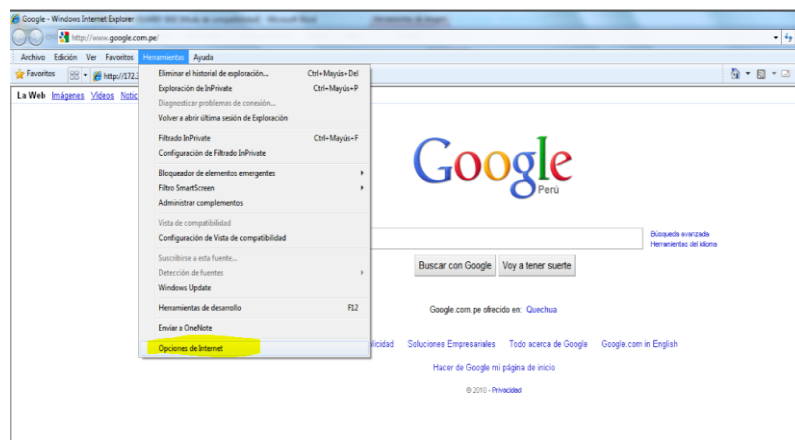 Google - Windows Internet Explorer
http://www.google.com.pe/
Archivo Edición Ver Favoritos Herramientas Ayuda
Favoritos http://172.3
La Web Imágenes Vídeos Notic
Eliminar el historial de exploración... Ctrl+Mayús+Del
Exploración de InPrivate Ctrl+Mayús+P
Diagnosticar problemas de conexión...
Volver a abrir última sesión de Exploración
Filtrado InPrivate Ctrl+Mayús+F
Configuración de Filtrado InPrivate
Bloqueador de elementos emergentes
Filtro SmartScreen
Administrar complementos
Vista de compatibilidad
Configuración de Vista de compatibilidad
Suscribirse a esta fuente...
Detección de fuentes
Windows Update
Herramientas de desarrollo F12
Enviar a OneNote
Opciones de Internet
Google
Perú
Búsqueda avanzada
Herramientas del idioma
Buscar con Google Voy a tener suerte
Google.com.pe ofrecido en: Quechua
licidad Soluciones Empresariales Todo acerca de Google Google.com in English
Hacer de Google mi página de inicio
© 2010 - Privacidad